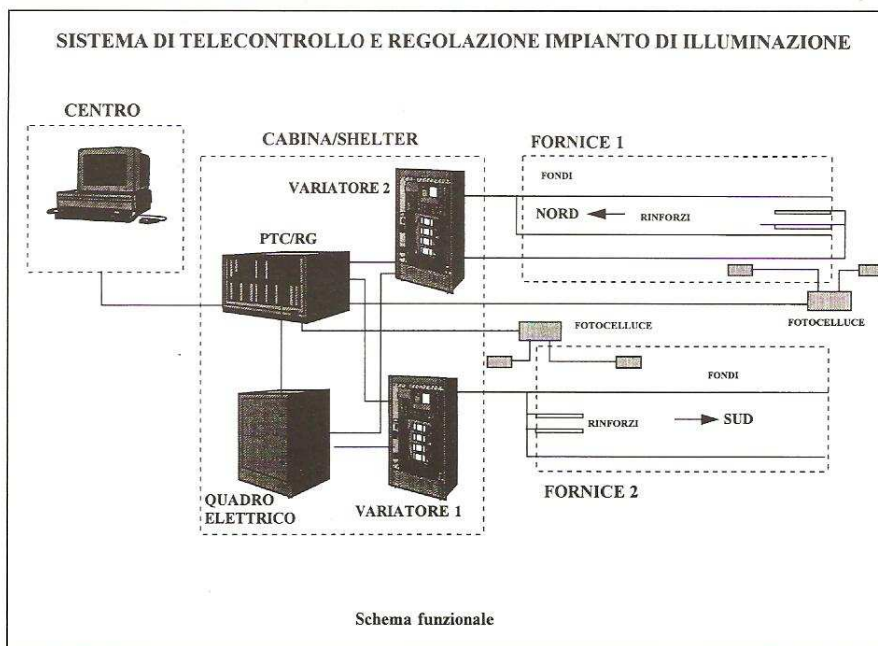 SISTEMA DI TELECONTROLLO E REGOLAZIONE IMPIANTO DI ILLUMINAZIONE
CENTRO
CABINA/SHELTER
FORNICE 1
VARIATORE 2
FONDI
NORD
RINFORZI
PTC/RG
FOTOCELLUCE
FOTOCELLUCE
FONDI
RINFORZI
SUD
QUADRO
ELETTRICO
VARIATORE 1
FORNICE 2
Schema funzionale